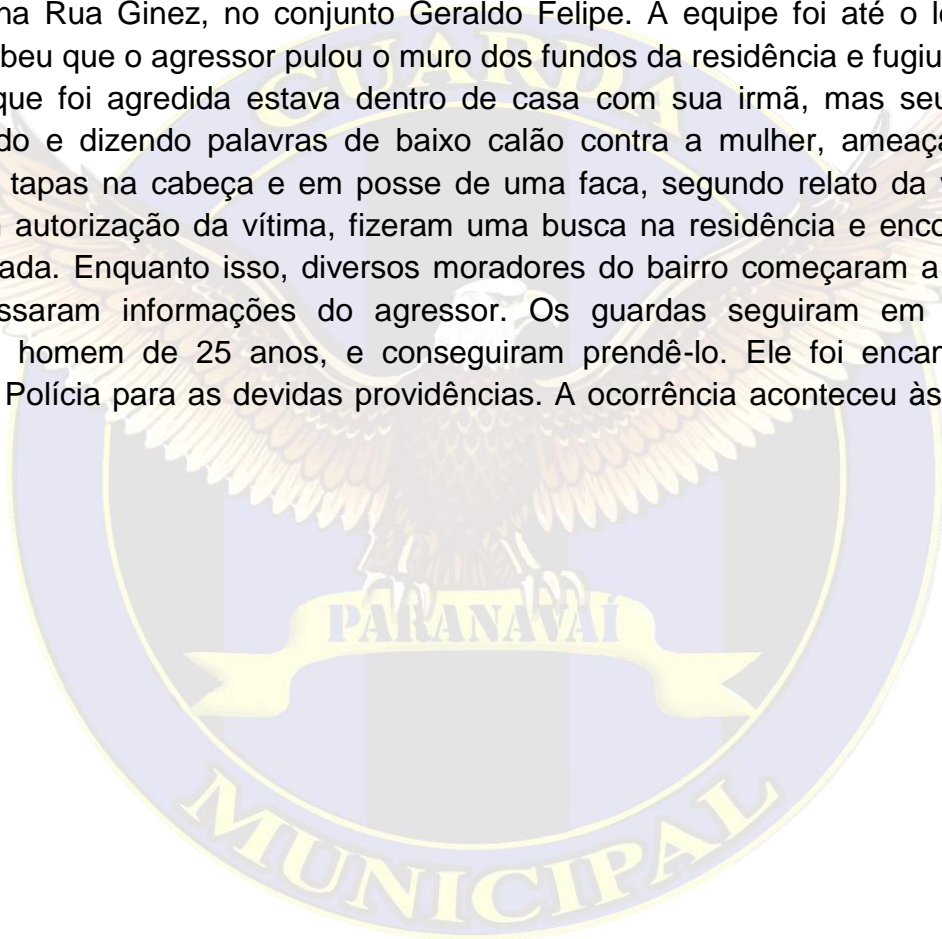 na Rua Ginez, no conjunto Geraldo Felipe. A equipe foi até o
beu que o agressor pulou o muro dos fundos da residência e fugiu
que foi agredida estava dentro de casa com sua irmã, mas seu
do e dizendo palavras de baixo calão contra a mulher,
tapas na cabeça e em posse de uma faca, segundo relato da
autorização da vítima, fizeram uma busca na residência e
ada. Enquanto isso, diversos moradores do bairro começaram a
ssaram informações do agressor. Os guardas seguiram em
homem de 25 anos, e conseguiram prendê-lo. Ele foi
Polícia para as devidas providências. A ocorrência aconteceu às
GUARDA
PARANAVAÍ
MUNICIPAL